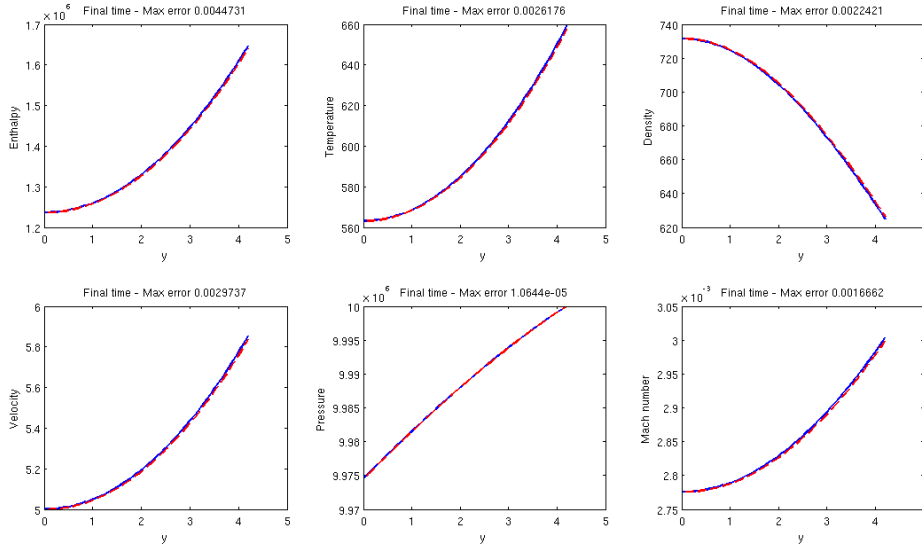 Final time - Max error 0.0044731
× 10^6
1.7
1.6
1.5
1.4
1.3
1.2
Enthalpy
0 1 2 3 4 5
y
Final time - Max error 0.0026176
660
640
620
600
580
560
Temperature
0 1 2 3 4 5
y
Final time - Max error 0.0022421
740
720
700
680
660
640
620
Density
0 1 2 3 4
y
Final time - Max error 0.0029737
6
5.8
5.6
5.4
5.2
5
Velocity
0 1 2 3 4 5
y
× 10^6
Final time - Max error 1.0644e-05
10
9.995
9.99
9.985
9.98
9.975
9.97
Pressure
0 1 2 3 4 5
y
× 10^-3
Final time - Max error 0.0016662
3.05
3
2.95
2.9
2.85
2.8
2.75
Mach number
0 1 2 3 4
y